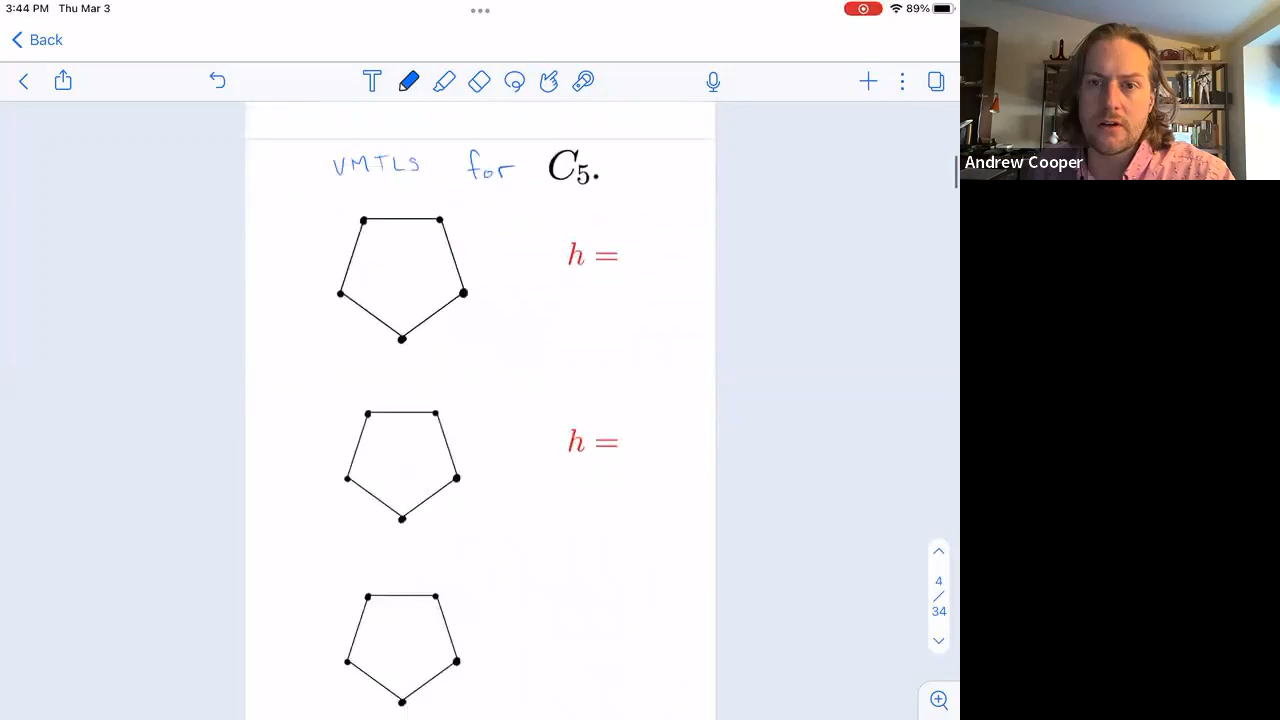 3:44 PM Thu Mar 3
89%
Back
T
VMTLS for C₅.
h =
h =
4
/
34
Andrew Cooper